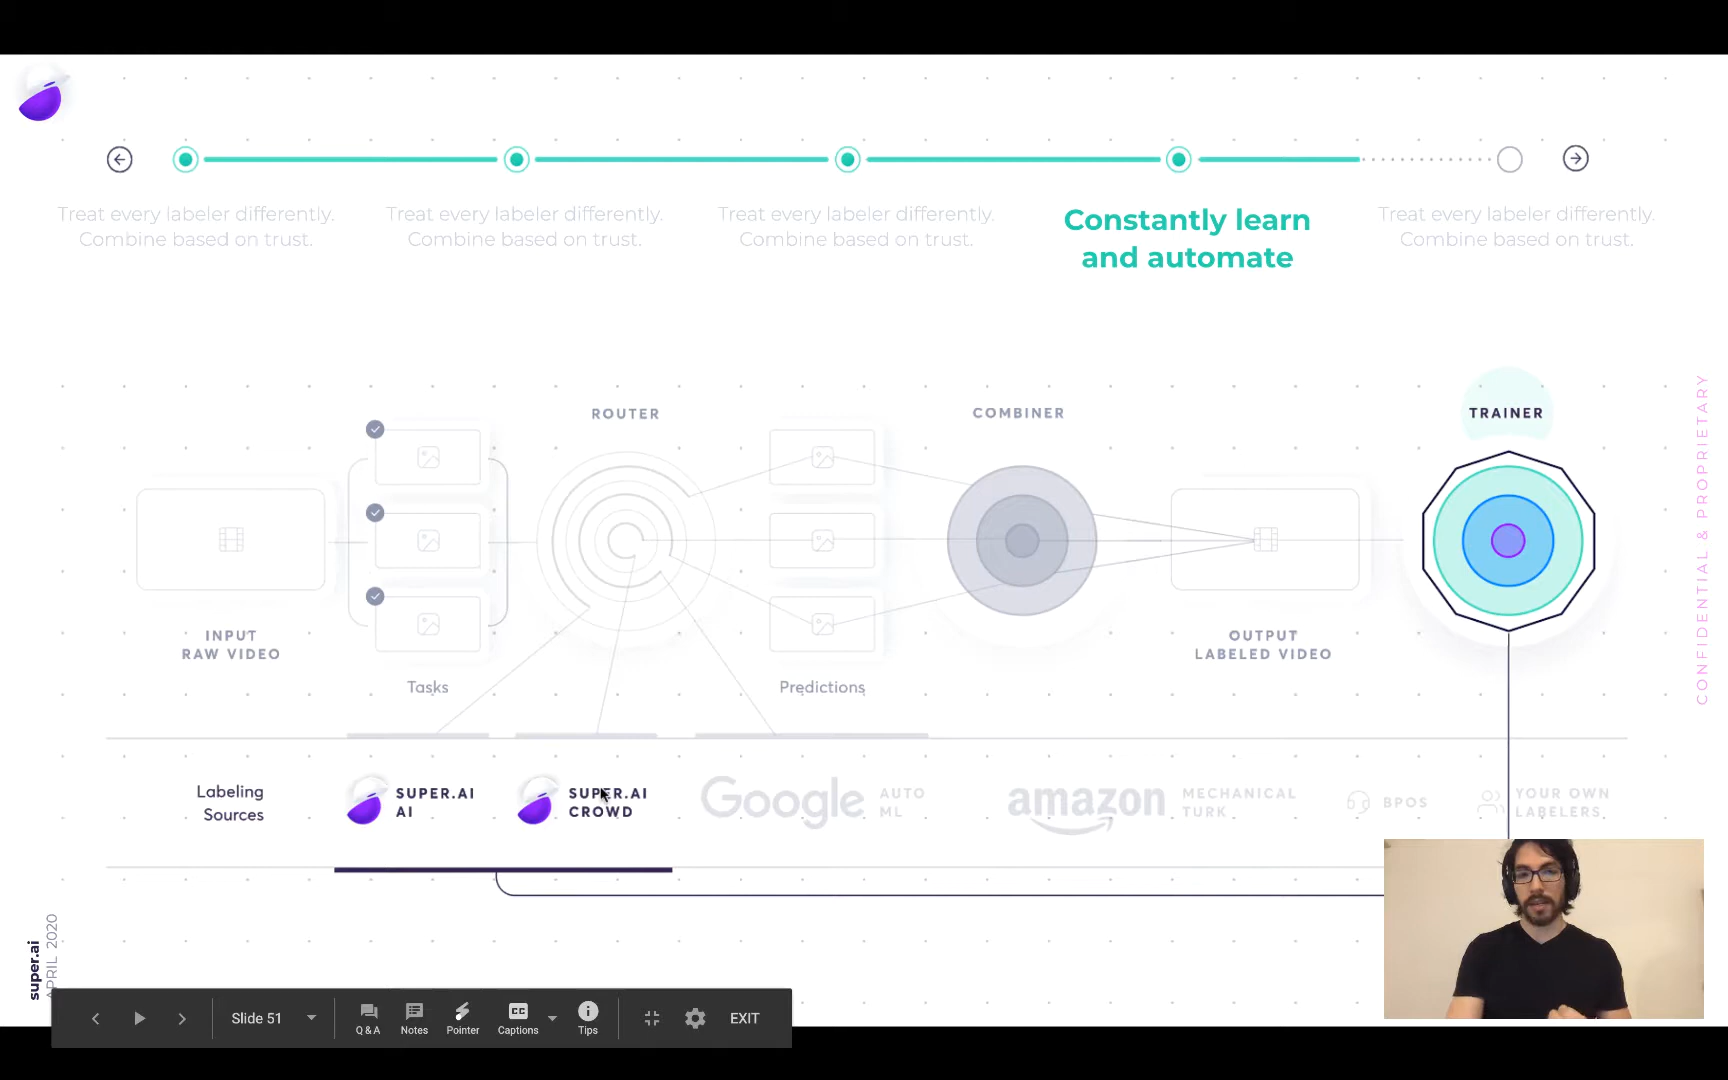 Treat every labeler differently.
Combine based on trust.
Treat every labeler differently.
Combine based on trust.
Treat every labeler differently.
Combine based on trust.
Constantly learn
and automate
Treat every labeler differently.
Combine based on trust.
ROUTER
COMBINER
TRAINER
INPUT
RAW VIDEO
Tasks
Predictions
OUTPUT
LABELED VIDEO
Labeling
Sources
SUPER.AI
AI
SUPER.AI
CROWD
Google
AUTO
ML
amazon
MECHANICAL
TURK
BPOS
YOUR OWN
LABELERS
CONFIDENTIAL & PROPRIETARY
super.ai
APRIL 2020
Slide 51
Q & A
Notes
Pointer
CC
Captions
Tips
EXIT